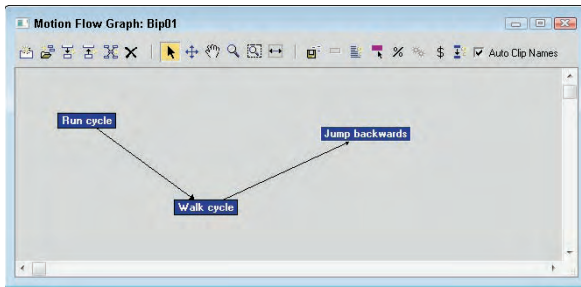 Motion Flow Graph: Bip01
% $ Auto Clip Names
Run cycle
Jump backwards
Walk cycle